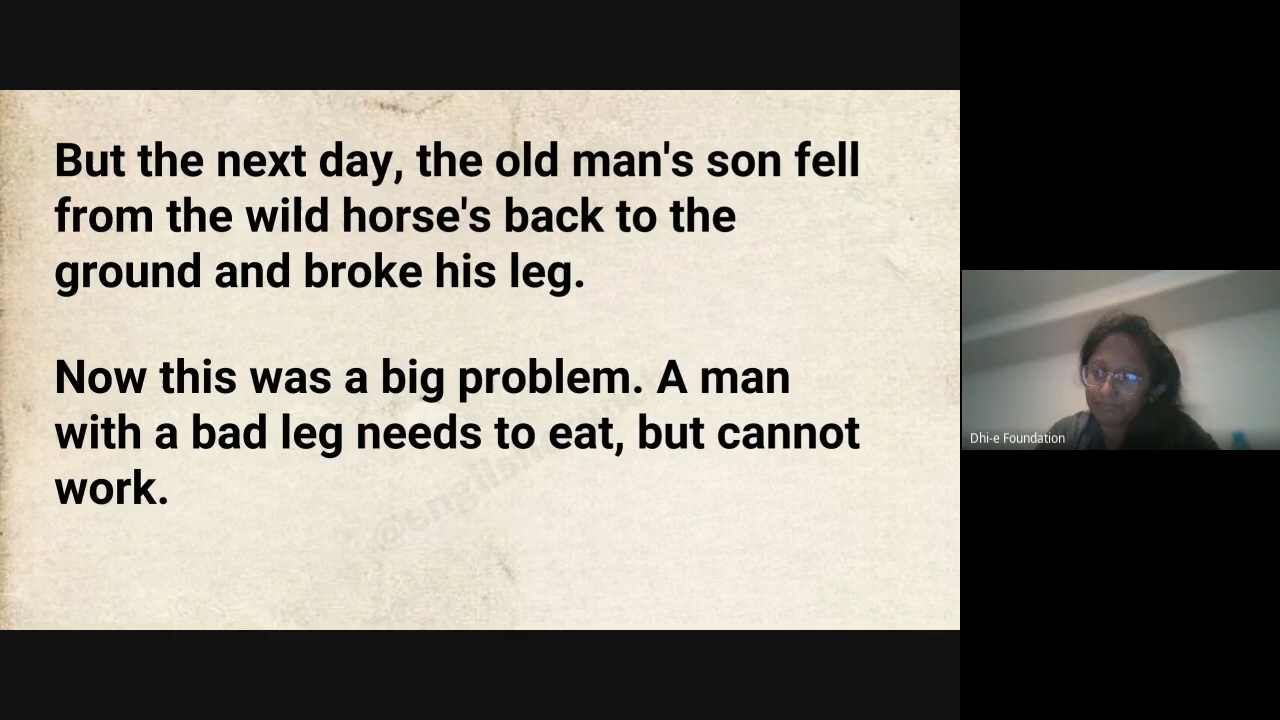 But the next day, the old man's son fell
from the wild horse's back to the
ground and broke his leg.
Now this was a big problem. A man
with a bad leg needs to eat, but cannot
work.
Dhi-e Foundation